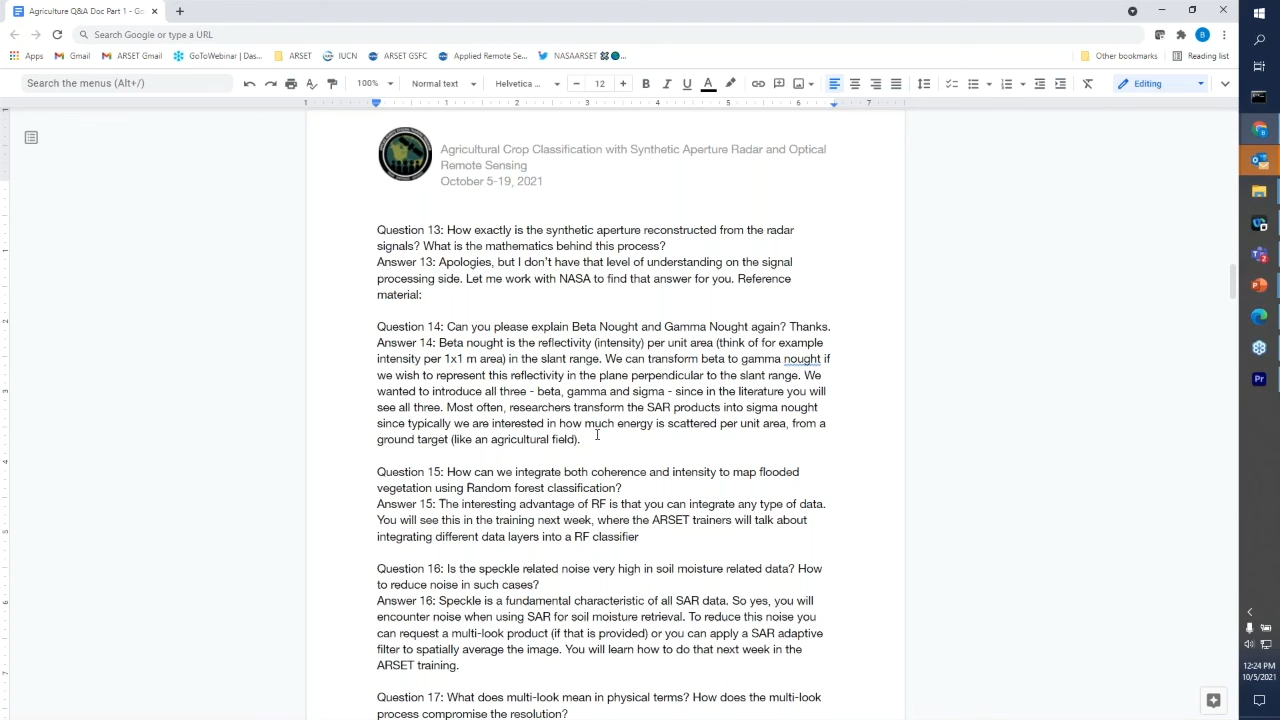 Agriculture Q&A Doc Part 1 - Go
Search Google or type a URL
B
Apps
Gmail
ARSET Gmail
GoToWebinar | Das...
ARSET
IUCN
ARSET GSFC
Applied Remote Se...
NASAARSET
Other bookmarks
Reading list
Search the menus (Alt+/)
100%
Normal text
Helvetica ...
12
B I U A
Editing
1 1 2 3 4 5 6 7
Agricultural Crop Classification with Synthetic Aperture Radar and Optical
Remote Sensing
October 5-19, 2021
Question 13: How exactly is the synthetic aperture reconstructed from the radar
signals? What is the mathematics behind this process?
Answer 13: Apologies, but I don't have that level of understanding on the signal
processing side. Let me work with NASA to find that answer for you. Reference
material:
Question 14: Can you please explain Beta Nought and Gamma Nought again? Thanks.
Answer 14: Beta nought is the reflectivity (intensity) per unit area (think of for example
intensity per 1x1 m area) in the slant range. We can transform beta to gamma nought if
we wish to represent this reflectivity in the plane perpendicular to the slant range. We
wanted to introduce all three - beta, gamma and sigma - since in the literature you will
see all three. Most often, researchers transform the SAR products into sigma nought
since typically we are interested in how much energy is scattered per unit area, from a
ground target (like an agricultural field).
Question 15: How can we integrate both coherence and intensity to map flooded
vegetation using Random forest classification?
Answer 15: The interesting advantage of RF is that you can integrate any type of data.
You will see this in the training next week, where the ARSET trainers will talk about
integrating different data layers into a RF classifier
Question 16: Is the speckle related noise very high in soil moisture related data? How
to reduce noise in such cases?
Answer 16: Speckle is a fundamental characteristic of all SAR data. So yes, you will
encounter noise when using SAR for soil moisture retrieval. To reduce this noise you
can request a multi-look product (if that is provided) or you can apply a SAR adaptive
filter to spatially average the image. You will learn how to do that next week in the
ARSET training.
Question 17: What does multi-look mean in physical terms? How does the multi-look
process compromise the resolution?
Pr
12:24 PM
10/5/2021